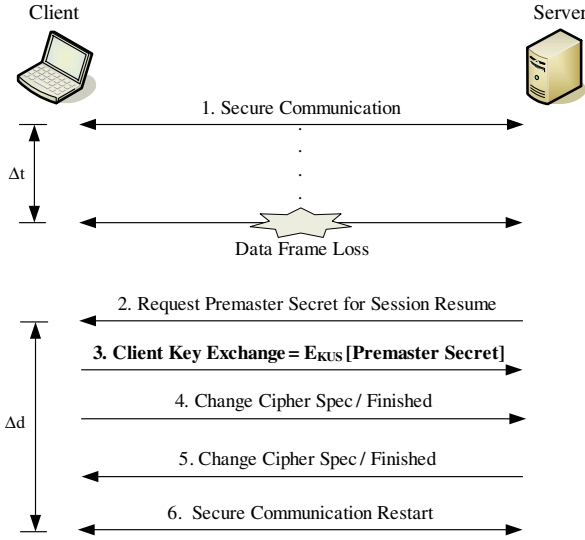 Client
Server
1. Secure Communication
Δt
Data Frame Loss
2. Request Premaster Secret for Session Resume
3. Client Key Exchange = EKUS [Premaster Secret]
4. Change Cipher Spec / Finished
Δd
5. Change Cipher Spec / Finished
6. Secure Communication Restart